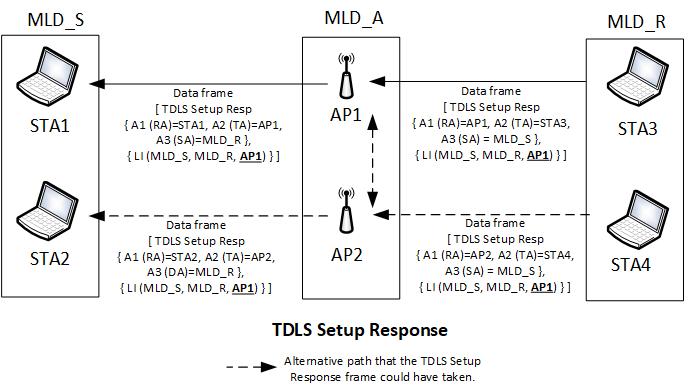 MLD_S
MLD_A
MLD_R
STA1
Data frame
[ TDLS Setup Resp
{ A1 (RA)=STA1, A2 (TA)=AP1,
A3 (SA)=MLD_R },
{ LI (MLD_S, MLD_R, AP1) } ]
AP1
Data frame
[ TDLS Setup Resp
{ A1 (RA)=AP1, A2 (TA)=STA3,
A3 (SA) = MLD_S },
{ LI (MLD_S, MLD_R, AP1) } ]
STA3
STA2
Data frame
[ TDLS Setup Resp
{ A1 (RA)=STA2, A2 (TA)=AP2,
A3 (DA)=MLD_R },
{ LI (MLD_S, MLD_R, AP1) } ]
AP2
Data frame
[ TDLS Setup Resp
{ A1 (RA)=AP2, A2 (TA)=STA4,
A3 (SA) = MLD_S },
{ LI (MLD_S, MLD_R, AP1) } ]
STA4
TDLS Setup Response
Alternative path that the TDLS Setup
Response frame could have taken.